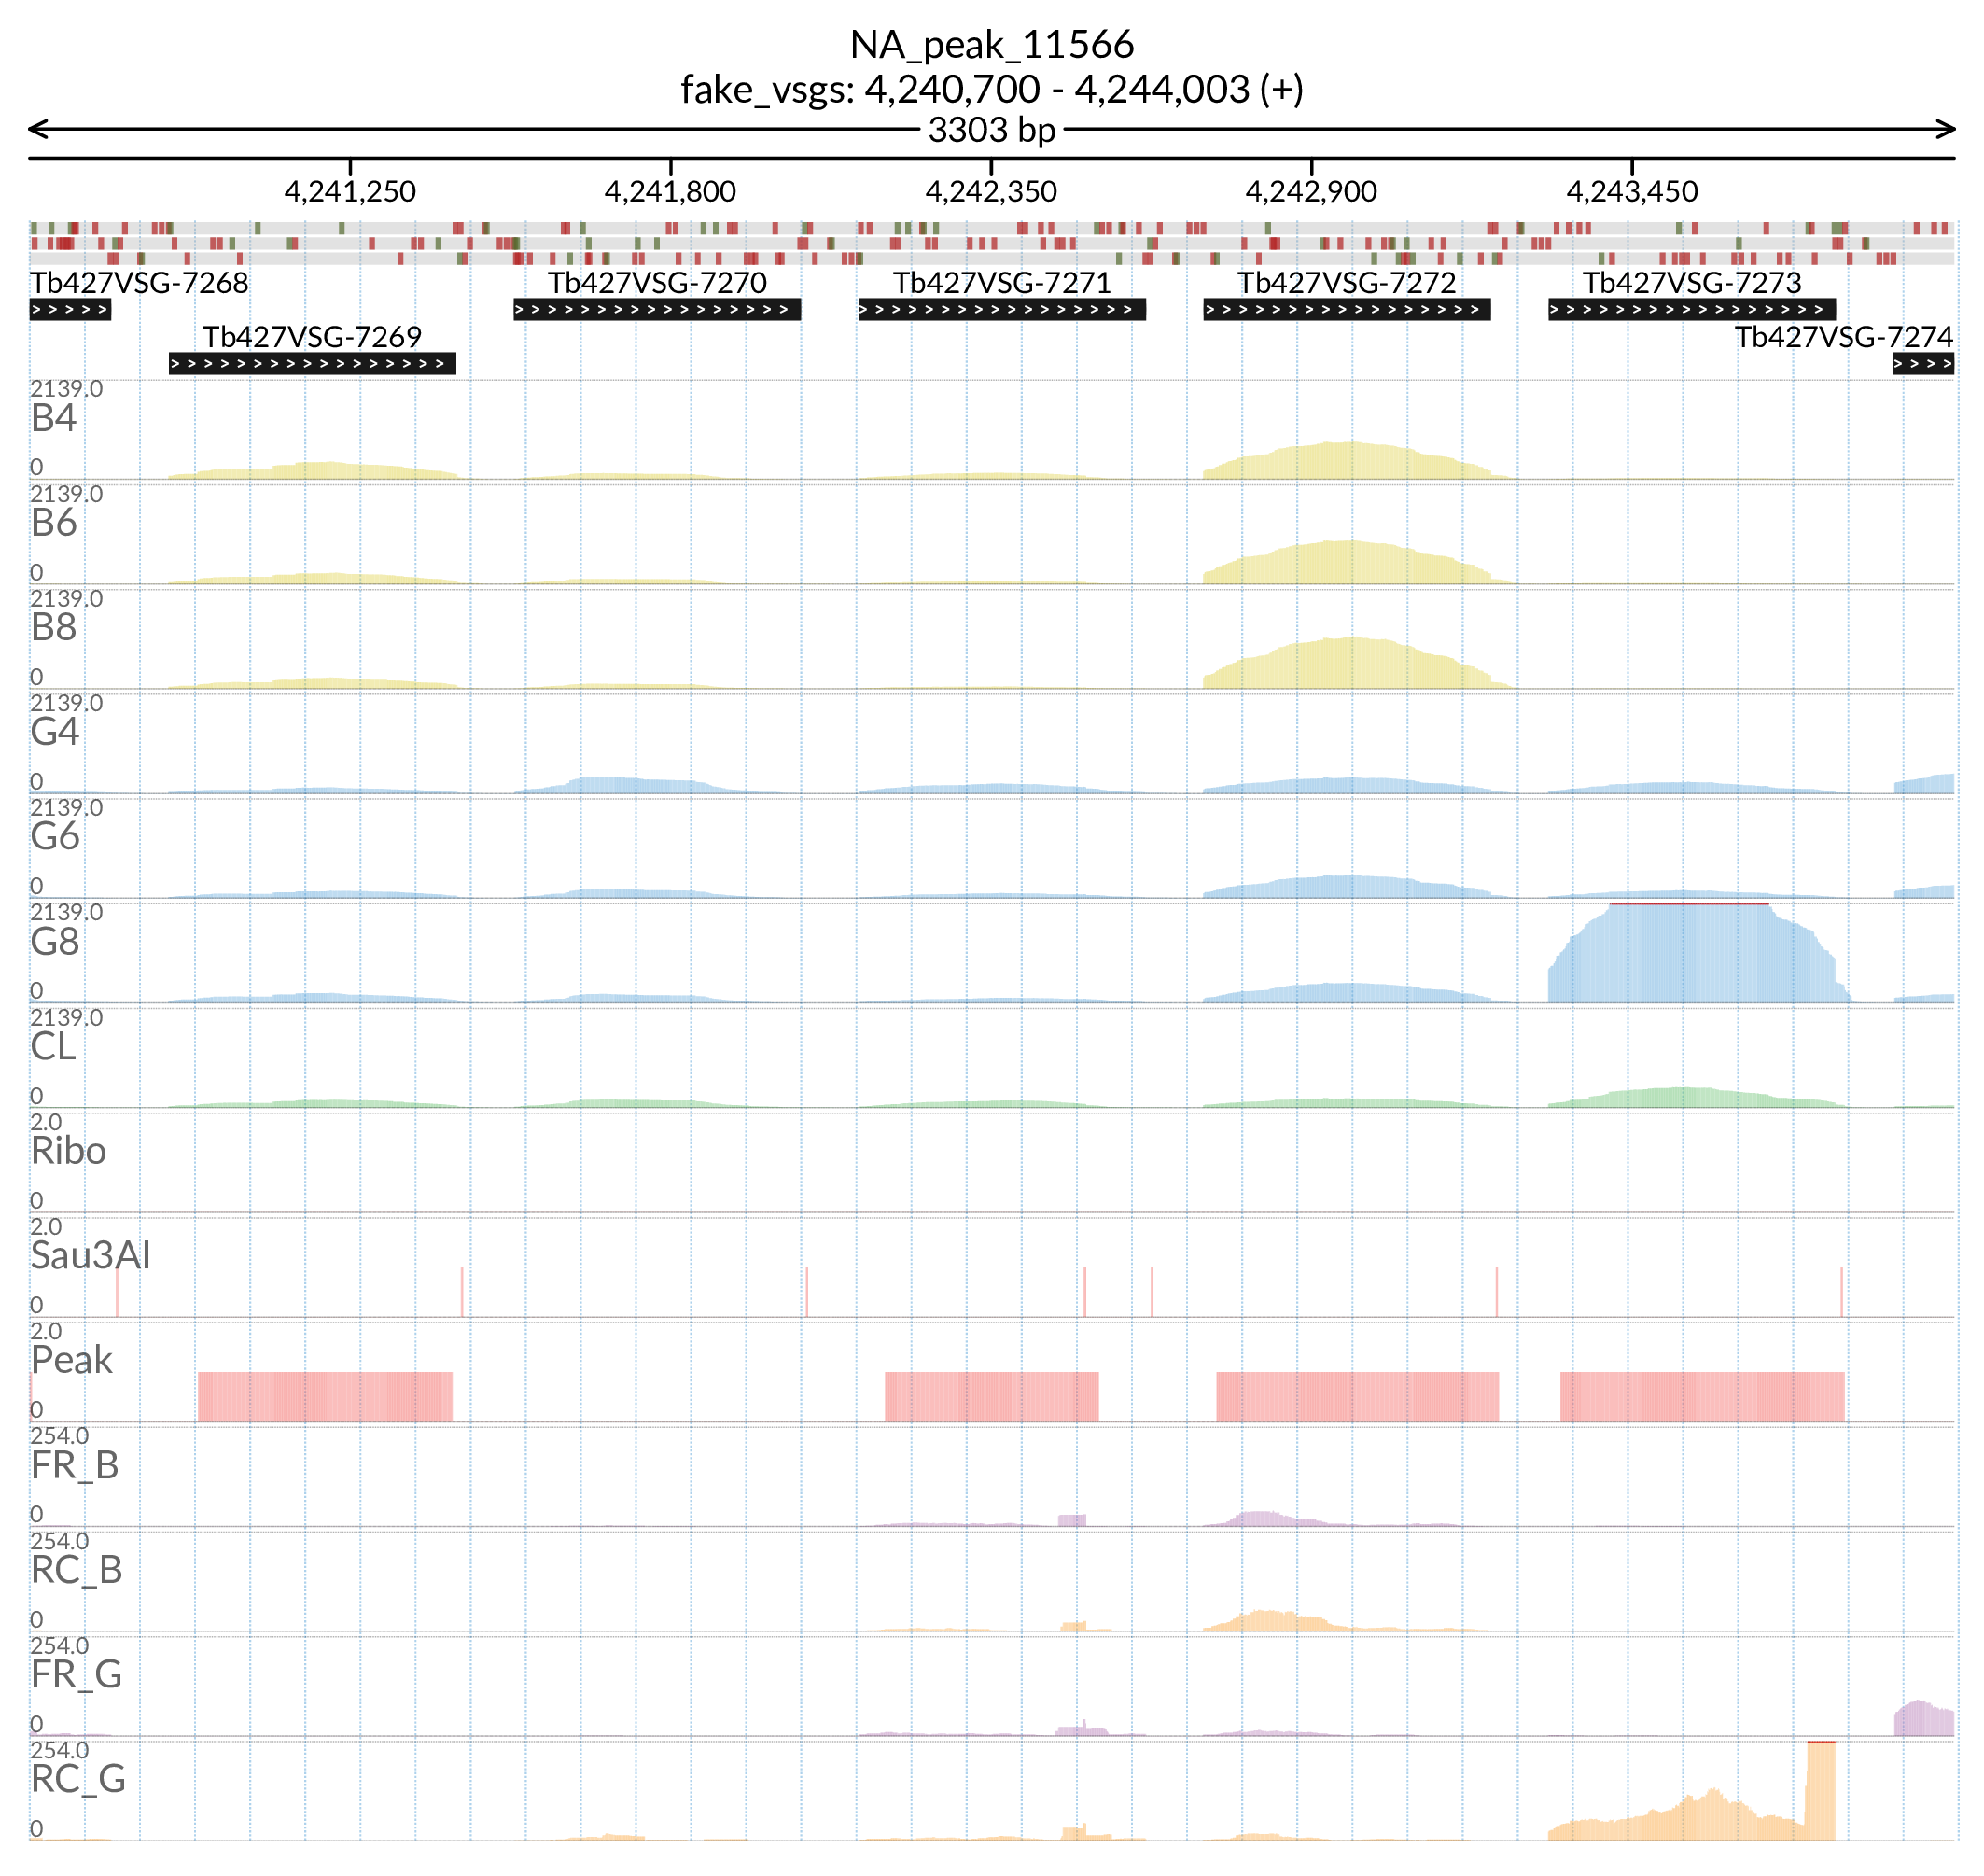 NA_peak_11566
fake_vsgs: 4,240,700 - 4,244,003 (+)
3303 bp
4,241,250 4,241,800 4,242,350 4,242,900 4,243,450
Tb427VSG-7268 Tb427VSG-7270 Tb427VSG-7271 Tb427VSG-7272 Tb427VSG-7273
Tb427VSG-7269 Tb427VSG-7274
2139.0
B4
0
2139.0
B6
0
2139.0
B8
0
2139.0
G4
0
2139.0
G6
0
2139.0
G8
0
2139.0
CL
0
2.0
Ribo
0
2.0
Sau3AI
0
2.0
Peak
0
254.0
FR_B
0
254.0
RC_B
0
254.0
FR_G
0
254.0
RC_G
0